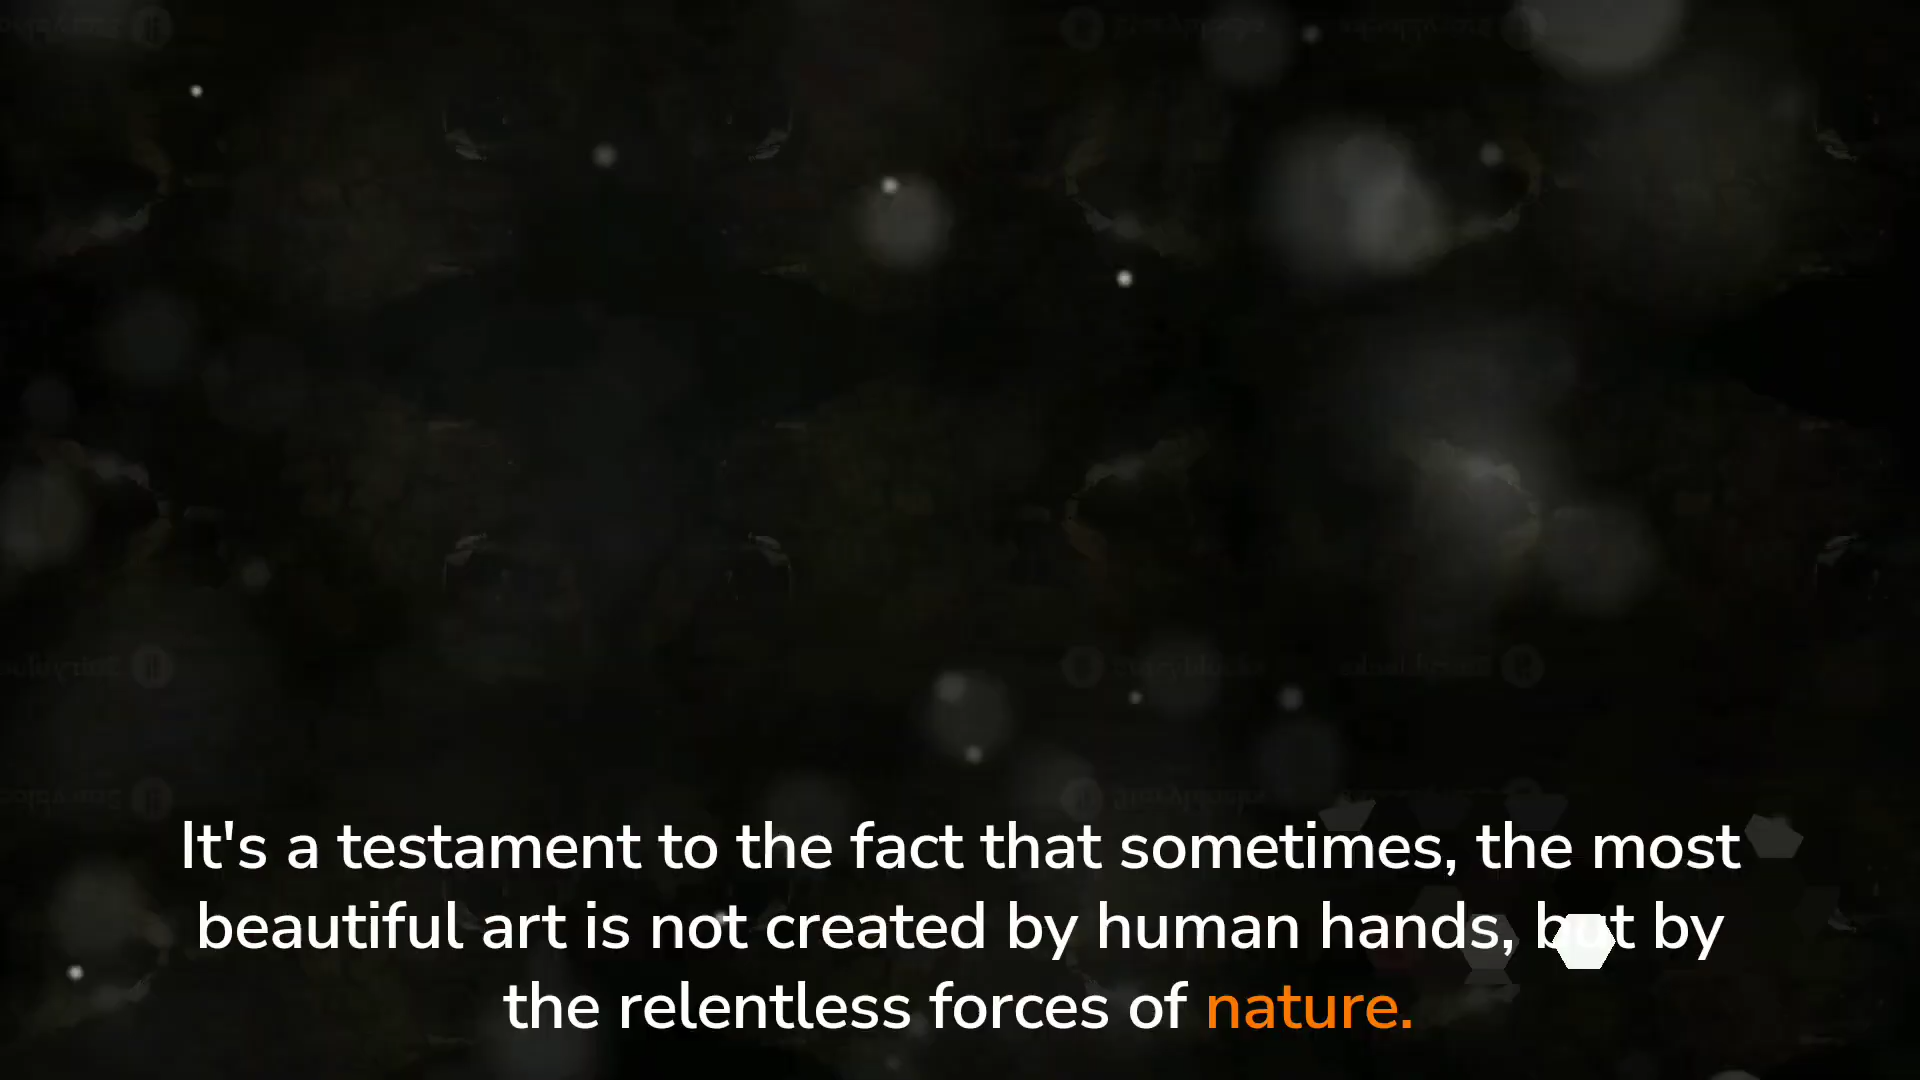 It's a testament to the fact that sometimes, the most
beautiful art is not created by human hands, but by
the relentless forces of nature.